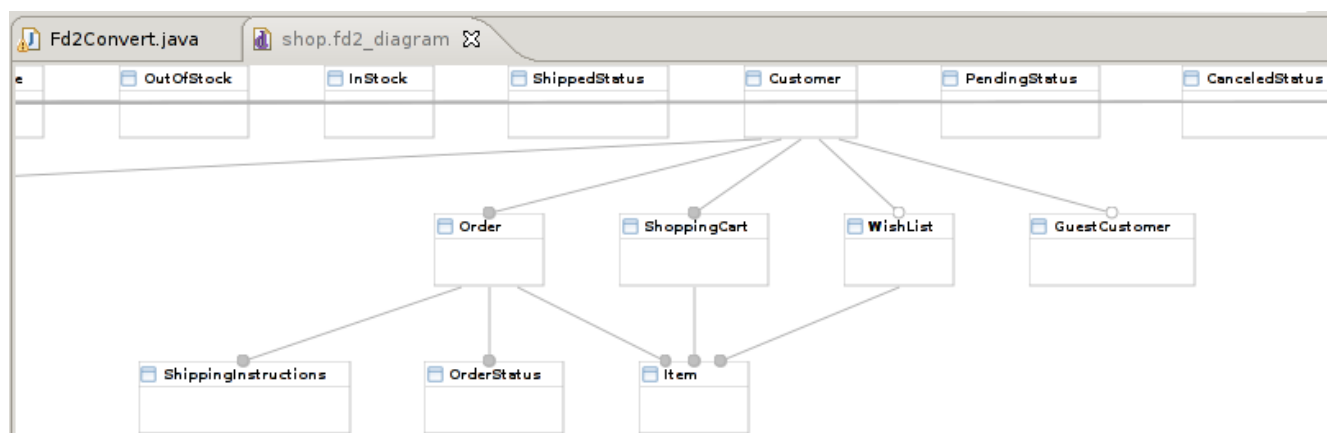 Fd2Convert.java shop.fd2_diagram
e OutOfStock InStock ShippedStatus Customer PendingStatus CanceledStatus
Order ShoppingCart WishList GuestCustomer
ShippingInstructions OrderStatus Item